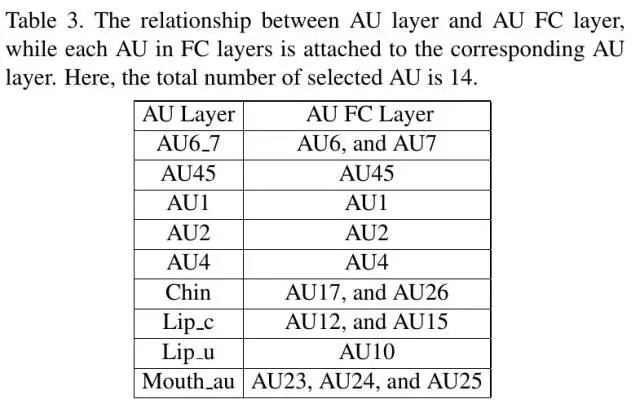 Table 3. The relationship between AU layer and AU FC layer,
while each AU in FC layers is attached to the corresponding AU
layer. Here, the total number of selected AU is 14.
AU Layer AU FC Layer
AU6_7 AU6, and AU7
AU45 AU45
AU1 AU1
AU2 AU2
AU4 AU4
Chin AU17, and AU26
Lip_c AU12, and AU15
Lip_u AU10
Mouth_au AU23, AU24, and AU25